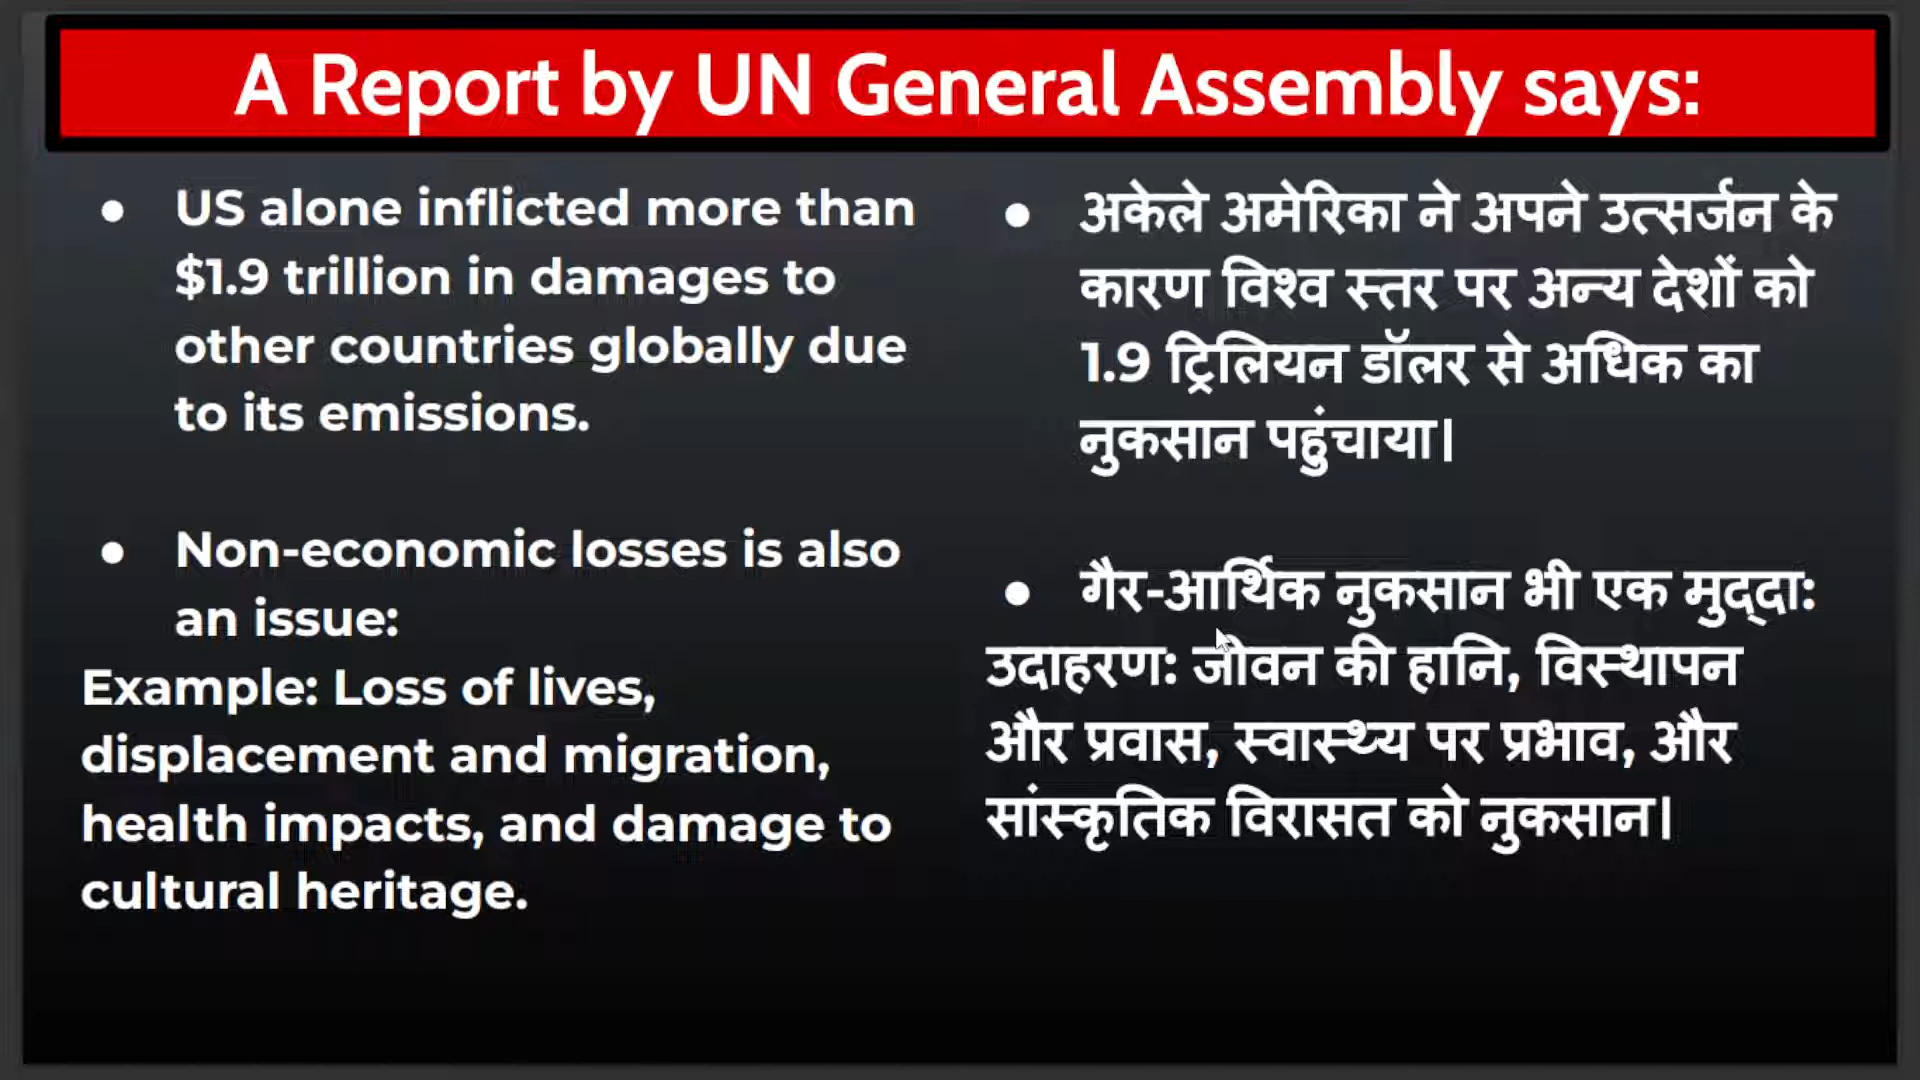 A Report by UN General Assembly says:
● US alone inflicted more than
$1.9 trillion in damages to
other countries globally due
to its emissions.
● Non-economic losses is also
an issue:
Example: Loss of lives,
displacement and migration,
health impacts, and damage to
cultural heritage.
● अकेले अमेरिका ने अपने उत्सर्जन के
कारण विश्व स्तर पर अन्य देशों को
1.9 ट्रिलियन डॉलर से अधिक का
नुकसान पहुंचाया|
● गैर-आर्थिक नुकसान भी एक मुद्दा:
उदाहरण: जीवन की हानि, विस्थापन
और प्रवास, स्वास्थ्य पर प्रभाव, और
सांस्कृतिक विरासत को नुकसान|